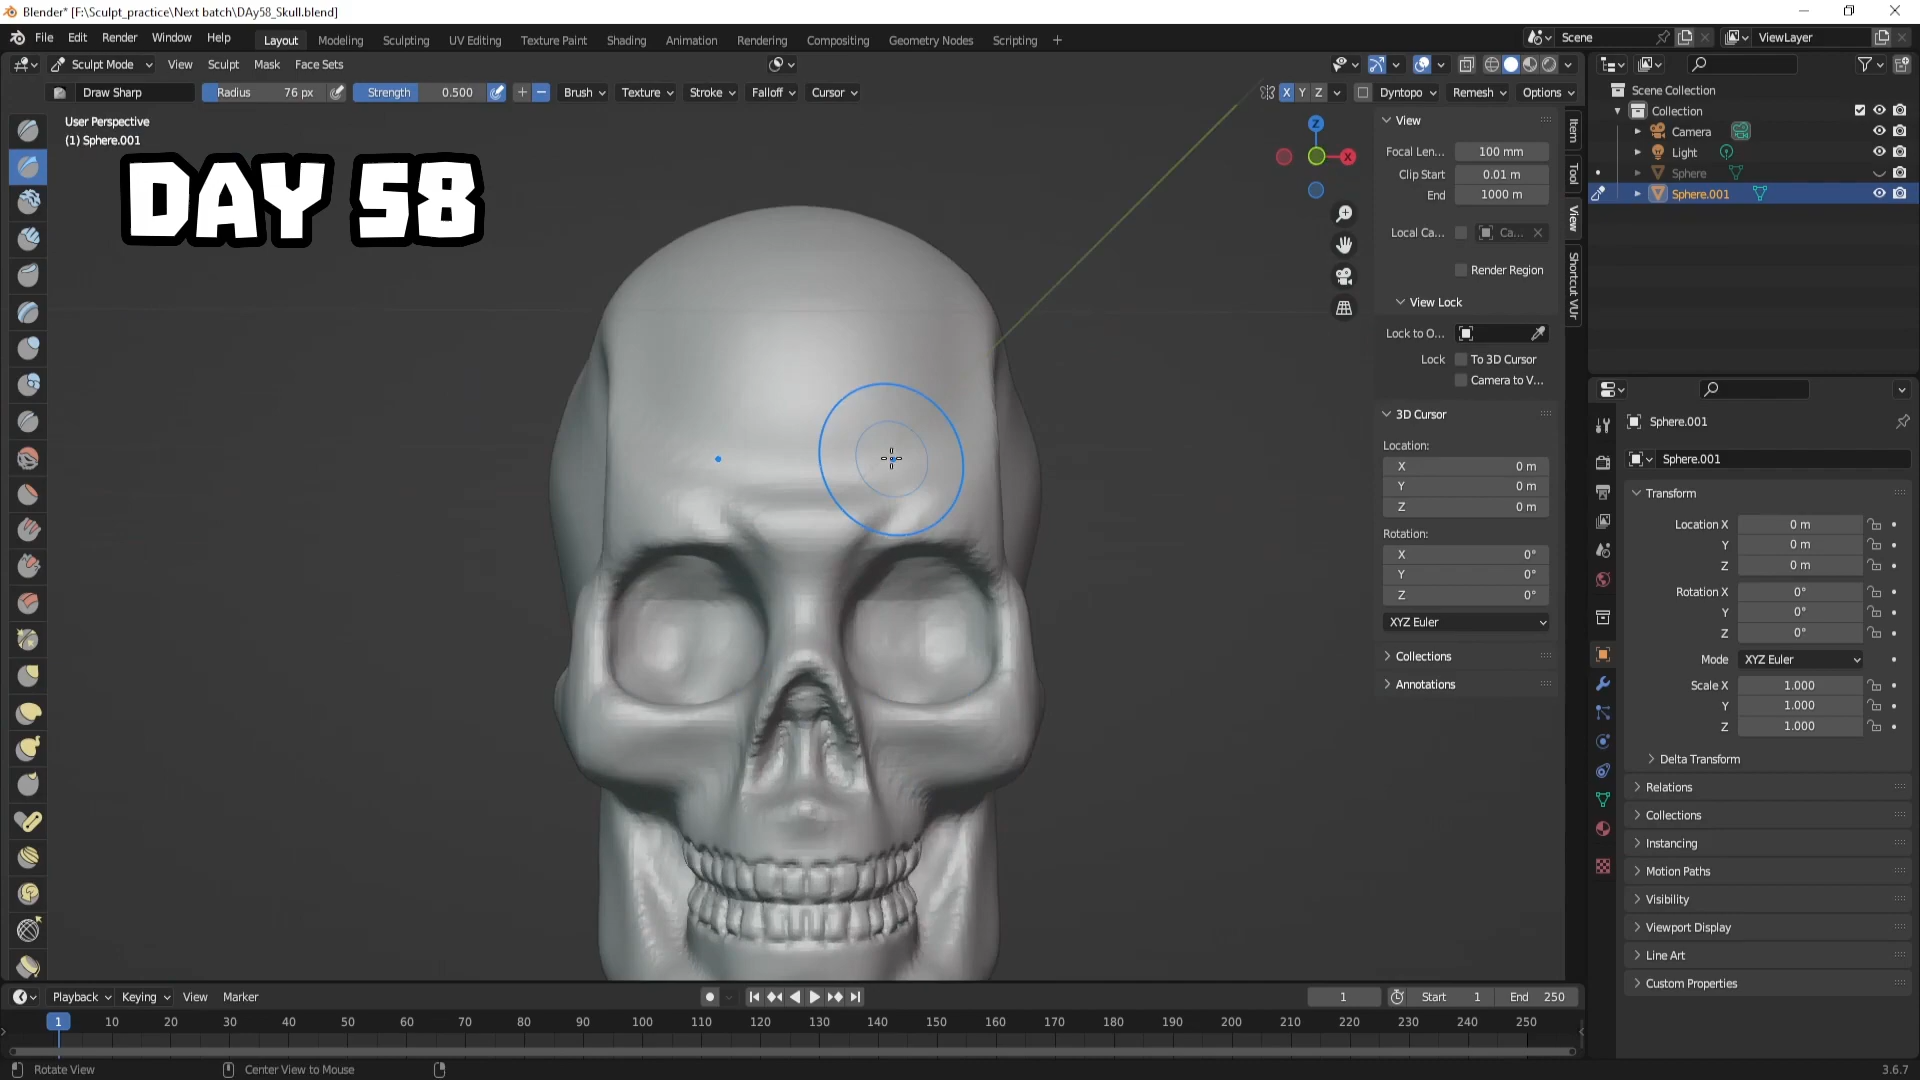 Blender* [F:\Sculpt_practice\Next batch\DAy58_Skull.blend]
File Edit Render Window Help Layout Modeling Sculpting UV Editing Texture Paint Shading Animation Rendering Compositing Geometry Nodes Scripting + Scene ViewLayer
Sculpt Mode View Sculpt Mask Face Sets
Draw Sharp Radius 76 px Strength 0.500 Brush Texture Stroke Falloff Cursor X Y Z Dyntopo Remesh Options
User Perspective
(1) Sphere.001
DAY 58
Z
X
View
Focal Len... 100 mm
Clip Start 0.01 m
End 1000 m
Local Ca... Ca...
Render Region
View Lock
Lock to O...
Lock To 3D Cursor
Camera to V...
3D Cursor
Location:
X 0 m
Y 0 m
Z 0 m
Rotation:
X 0°
Y 0°
Z 0°
XYZ Euler
Collections
Annotations
Item
Tool
View
Shortcut VUr
Scene Collection
Collection
Camera
Light
Sphere
Sphere.001
Sphere.001
Sphere.001
Transform
Location X 0 m
Y 0 m
Z 0 m
Rotation X 0°
Y 0°
Z 0°
Mode XYZ Euler
Scale X 1.000
Y 1.000
Z 1.000
Delta Transform
Relations
Collections
Instancing
Motion Paths
Visibility
Viewport Display
Line Art
Custom Properties
Playback Keying View Marker 1 Start 1 End 250
1 10 20 30 40 50 60 70 80 90 100 110 120 130 140 150 160 170 180 190 200 210 220 230 240 250
Rotate View Center View to Mouse 3.6.7